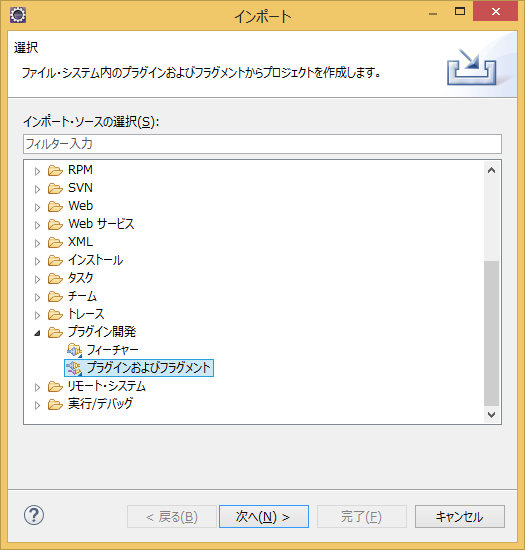 インポート
選択
ファイル・システム内のプラグインおよびフラグメントからプロジェクトを作成します。
インポート・ソースの選択(S):
フィルター入力
RPM
SVN
Web
Web サービス
XML
インストール
タスク
チーム
トレース
プラグイン開発
フィーチャー
プラグインおよびフラグメント
リモート・システム
実行/デバッグ
?
< 戻る(B)
次へ(N) >
完了(F)
キャンセル